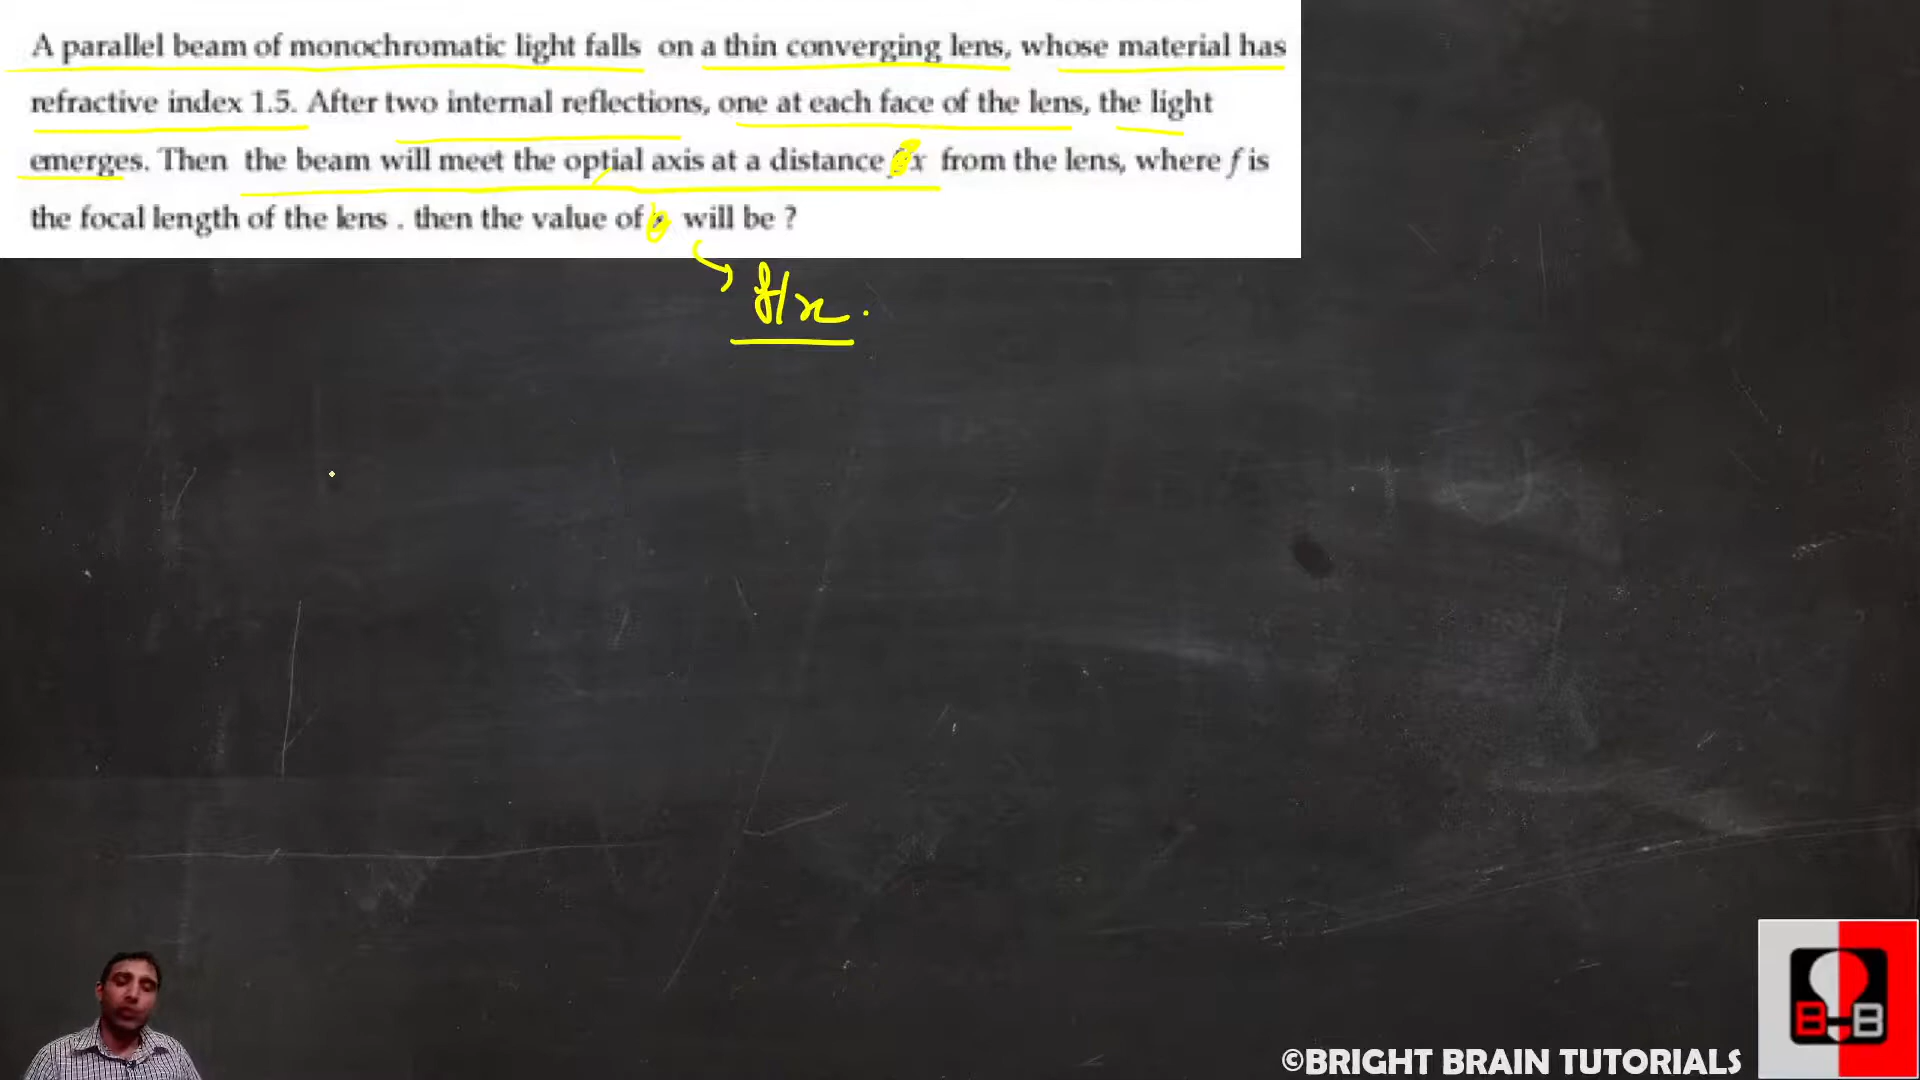 A parallel beam of monochromatic light falls on a thin converging lens, whose material has
refractive index 1.5. After two internal reflections, one at each face of the lens, the light
emerges. Then the beam will meet the optial axis at a distance x from the lens, where f is
the focal length of the lens . then the value of will be ?
f/x.
B B
©BRIGHT BRAIN TUTORIALS